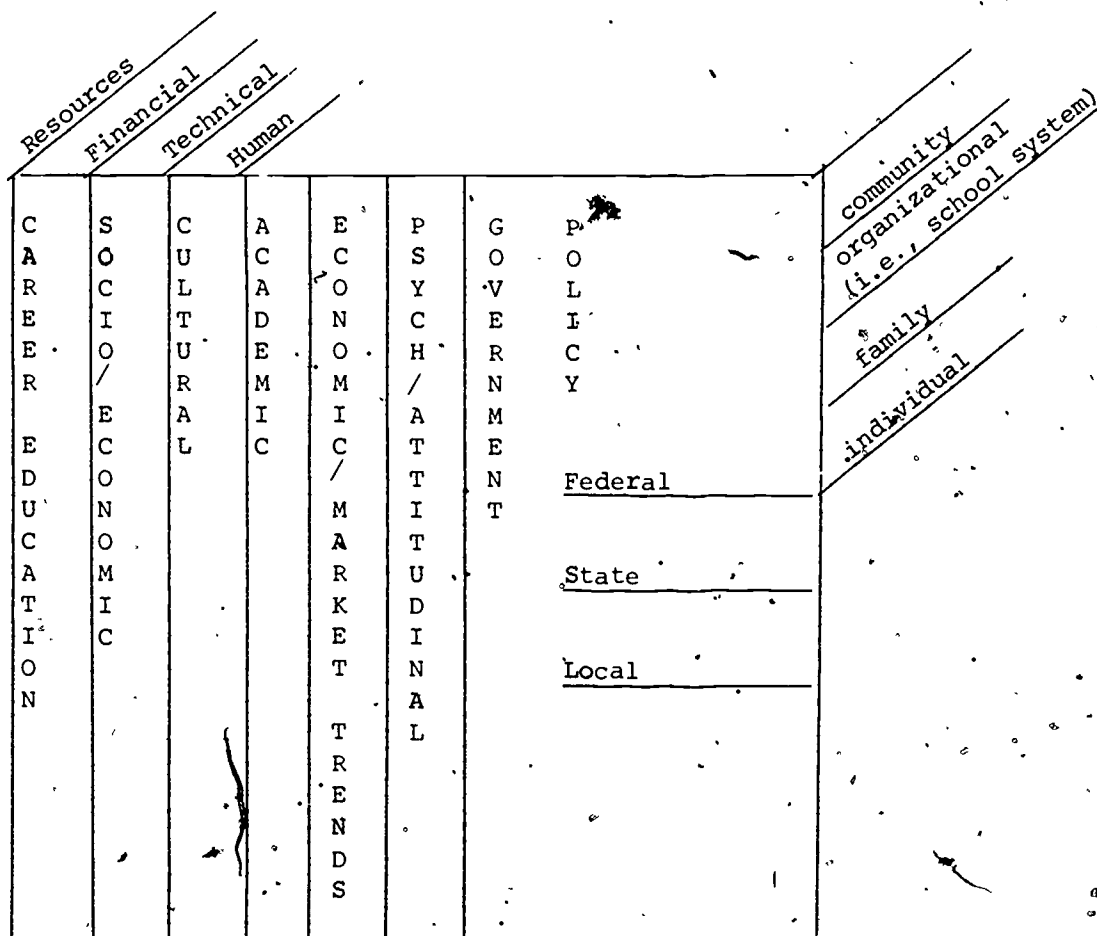 Resources
Financial
Technical
Human
community
organizational
(i.e., school system)
family
individual
CAREER EDUCATION
SOCIO/ECONOMIC
CULTURAL
ACADEMIC
ECONOMIC/MARKET TRENDS
PSYCH/ATTITUDINAL
GOVERNMENT
POLICY
Federal
State
Local